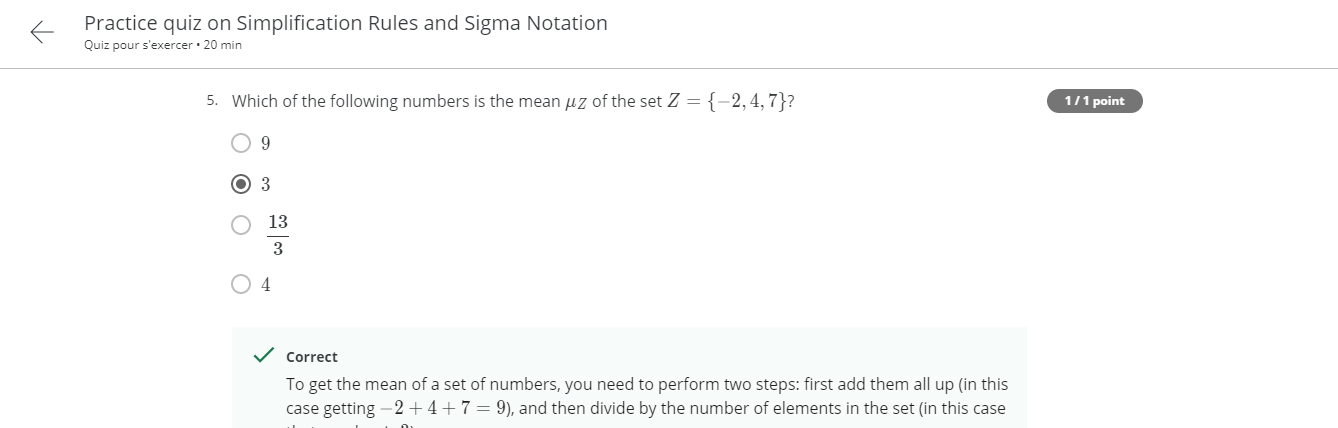 Practice quiz on Simplification Rules and Sigma Notation
Quiz pour s'exercer • 20 min
5. Which of the following numbers is the mean μ_Z of the set Z = {−2, 4, 7}?
1 / 1 point
9
3
13
3
4
Correct
To get the mean of a set of numbers, you need to perform two steps: first add them all up (in this
case getting −2 + 4 + 7 = 9), and then divide by the number of elements in the set (in this case